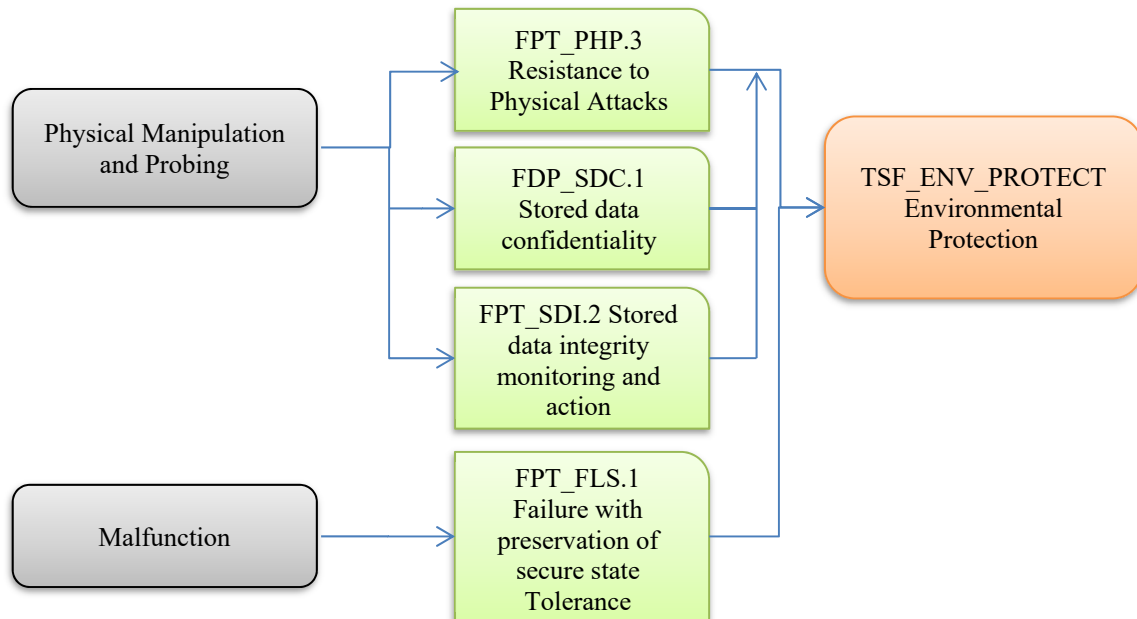 FPT_PHP.3
Resistance to
Physical Attacks
Physical Manipulation
and Probing
FDP_SDC.1
Stored data
confidentiality
TSF_ENV_PROTECT
Environmental
Protection
FPT_SDI.2 Stored
data integrity
monitoring and
action
Malfunction
FPT_FLS.1
Failure with
preservation of
secure state
Tolerance